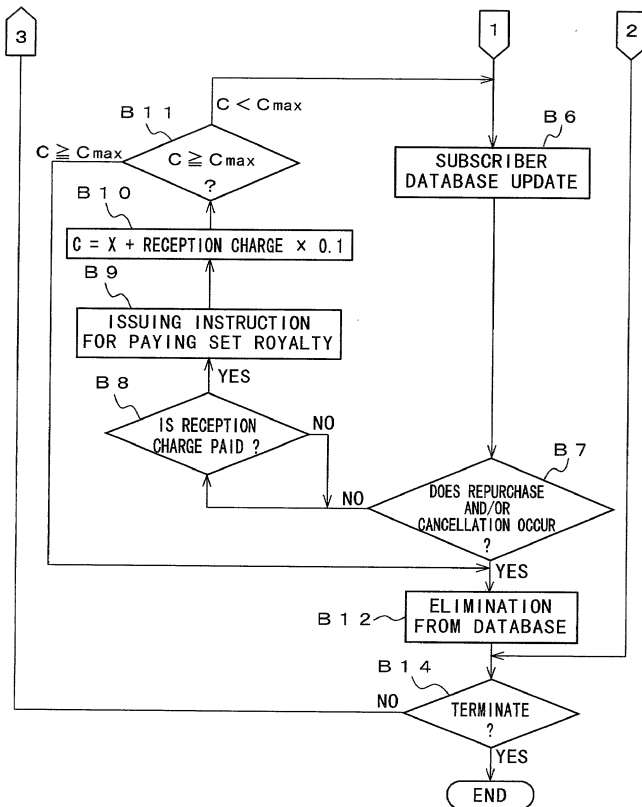 3
1
2
C < Cmax
B 1 1
C ≧ Cmax
C ≧ Cmax
?
B 6
SUBSCRIBER
DATABASE UPDATE
B 1 0
C = X + RECEPTION CHARGE × 0.1
B 9
ISSUING INSTRUCTION
FOR PAYING SET ROYALTY
YES
B 8
IS RECEPTION
CHARGE PAID ?
NO
B 7
DOES REPURCHASE
AND/OR
CANCELLATION OCCUR
?
NO
YES
B 1 2
ELIMINATION
FROM DATABASE
B 1 4
TERMINATE
?
NO
YES
END